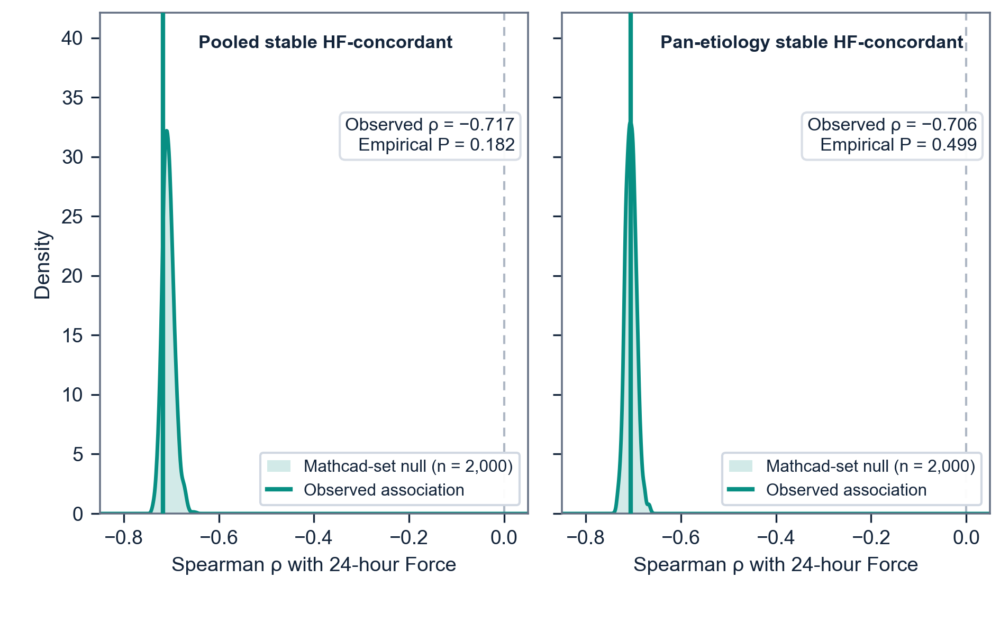 Pooled stable HF-concordant
Observed ρ = −0.717
Empirical P = 0.182
Mathcad-set null (n = 2,000)
Observed association
Density
40
35
30
25
20
15
10
5
0
−0.8
−0.6
−0.4
−0.2
0.0
Spearman ρ with 24-hour Force
Pan-etiology stable HF-concordant
Observed ρ = −0.706
Empirical P = 0.499
Mathcad-set null (n = 2,000)
Observed association
−0.8
−0.6
−0.4
−0.2
0.0
Spearman ρ with 24-hour Force